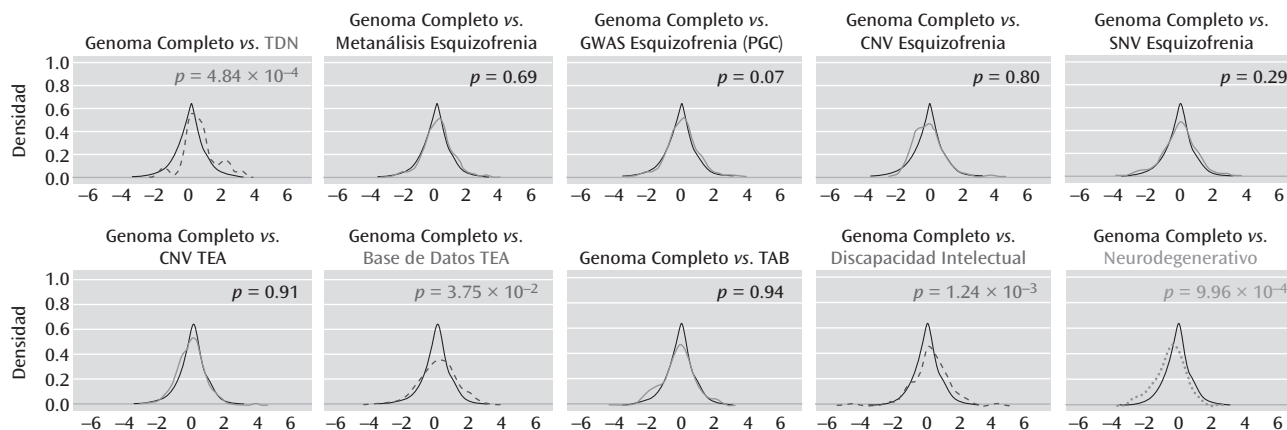 Genoma Completo vs. TDN
Genoma Completo vs.
Metanálisis Esquizofrenia
Genoma Completo vs.
GWAS Esquizofrenia (PGC)
Genoma Completo vs.
CNV Esquizofrenia
Genoma Completo vs.
SNV Esquizofrenia
Densidad
1.0
0.8
0.6
0.4
0.2
0.0
p = 4.84 × 10⁻⁴
p = 0.69
p = 0.07
p = 0.80
p = 0.29
−6 −4 −2 0 2 4 6
−6 −4 −2 0 2 4 6
−6 −4 −2 0 2 4 6
−6 −4 −2 0 2 4 6
−6 −4 −2 0 2 4 6
Genoma Completo vs.
CNV TEA
Genoma Completo vs.
Base de Datos TEA
Genoma Completo vs. TAB
Genoma Completo vs.
Discapacidad Intelectual
Genoma Completo vs.
Neurodegenerativo
Densidad
1.0
0.8
0.6
0.4
0.2
0.0
p = 0.91
p = 3.75 × 10⁻²
p = 0.94
p = 1.24 × 10⁻³
p = 9.96 × 10⁻⁴
−6 −4 −2 0 2 4 6
−6 −4 −2 0 2 4 6
−6 −4 −2 0 2 4 6
−6 −4 −2 0 2 4 6
−6 −4 −2 0 2 4 6